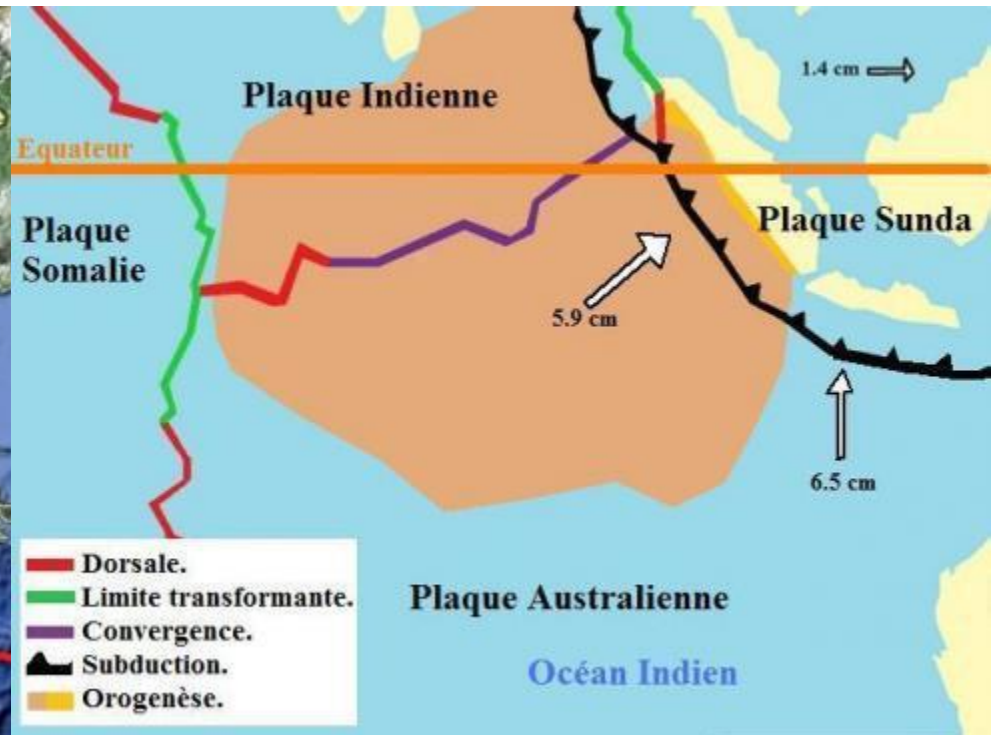 Plaque Indienne
1.4 cm
Equateur
Plaque
Somalie
Plaque Sunda
5.9 cm
6.5 cm
Dorsale.
Limite transformante.
Convergence.
Subduction.
Orogenèse.
Plaque Australienne
Océan Indien